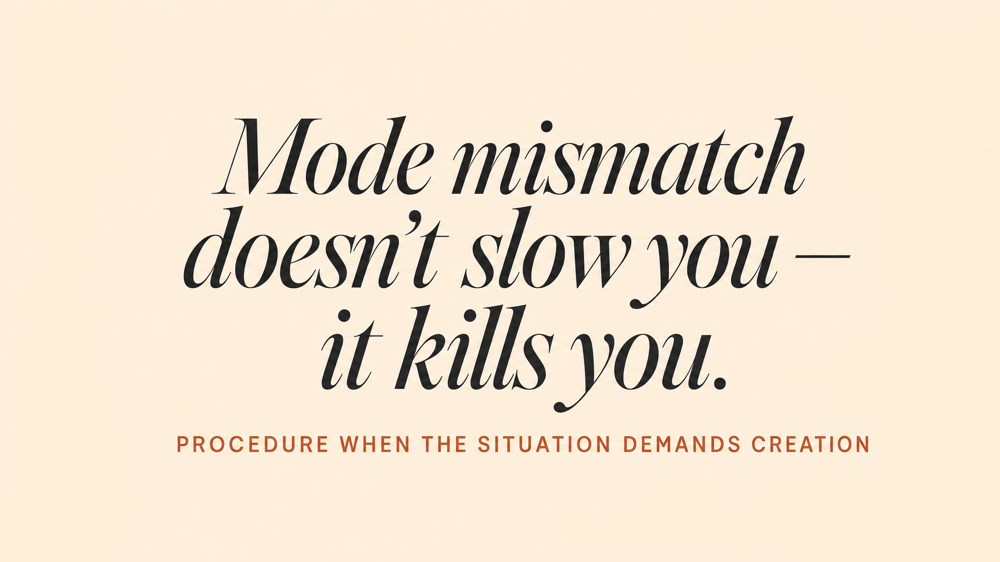 Mode mismatch
doesn’t slow you —
it kills you.
PROCEDURE WHEN THE SITUATION DEMANDS CREATION